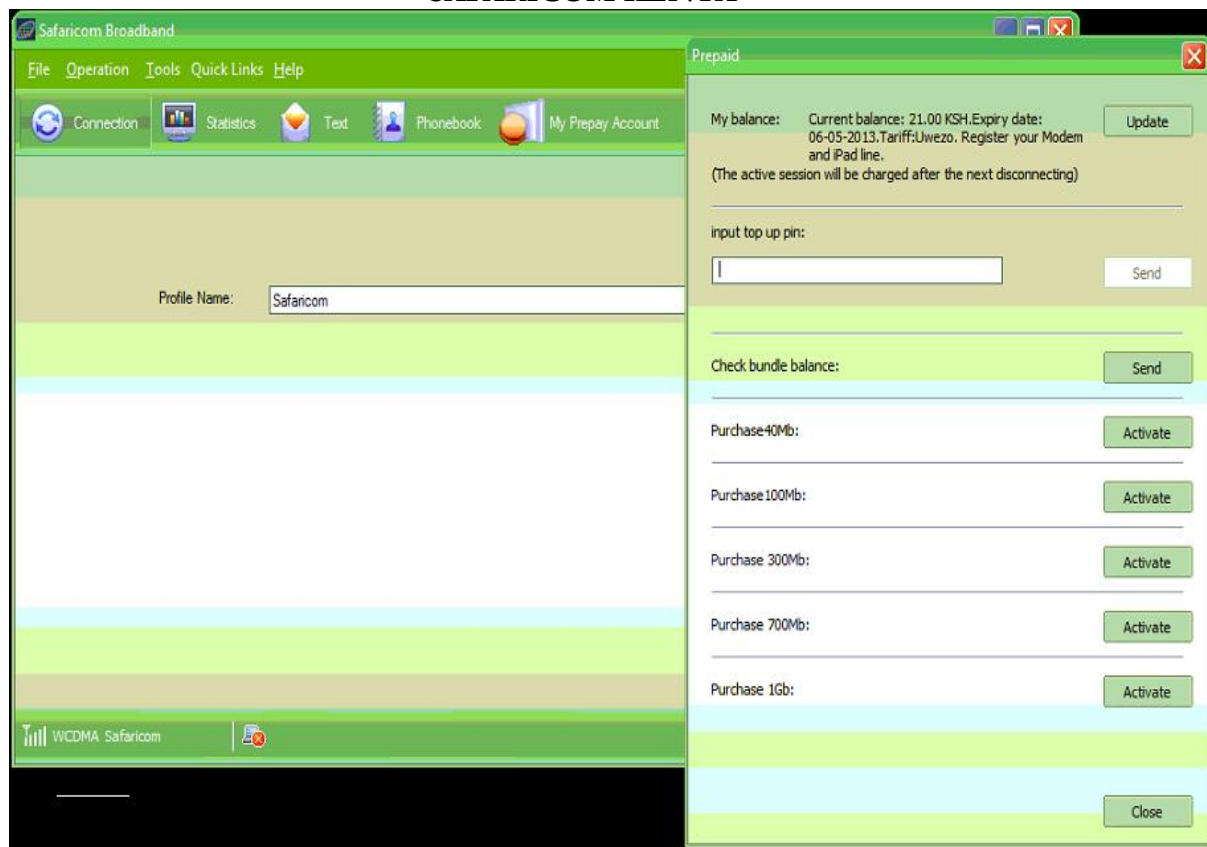 Safaricom Broadband
File Operation Tools Quick Links Help
Connection Statistics Text Phonebook My Prepay Account
Profile Name: Safaricom
WCDMA Safaricom
Prepaid
My balance: Current balance: 21.00 KSH.Expiry date:
06-05-2013.Tariff:Uwezo. Register your Modem
and iPad line.
Update
(The active session will be charged after the next disconnecting)
input top up pin:
Send
Check bundle balance: Send
Purchase40Mb: Activate
Purchase100Mb: Activate
Purchase 300Mb: Activate
Purchase 700Mb: Activate
Purchase 1Gb: Activate
Close